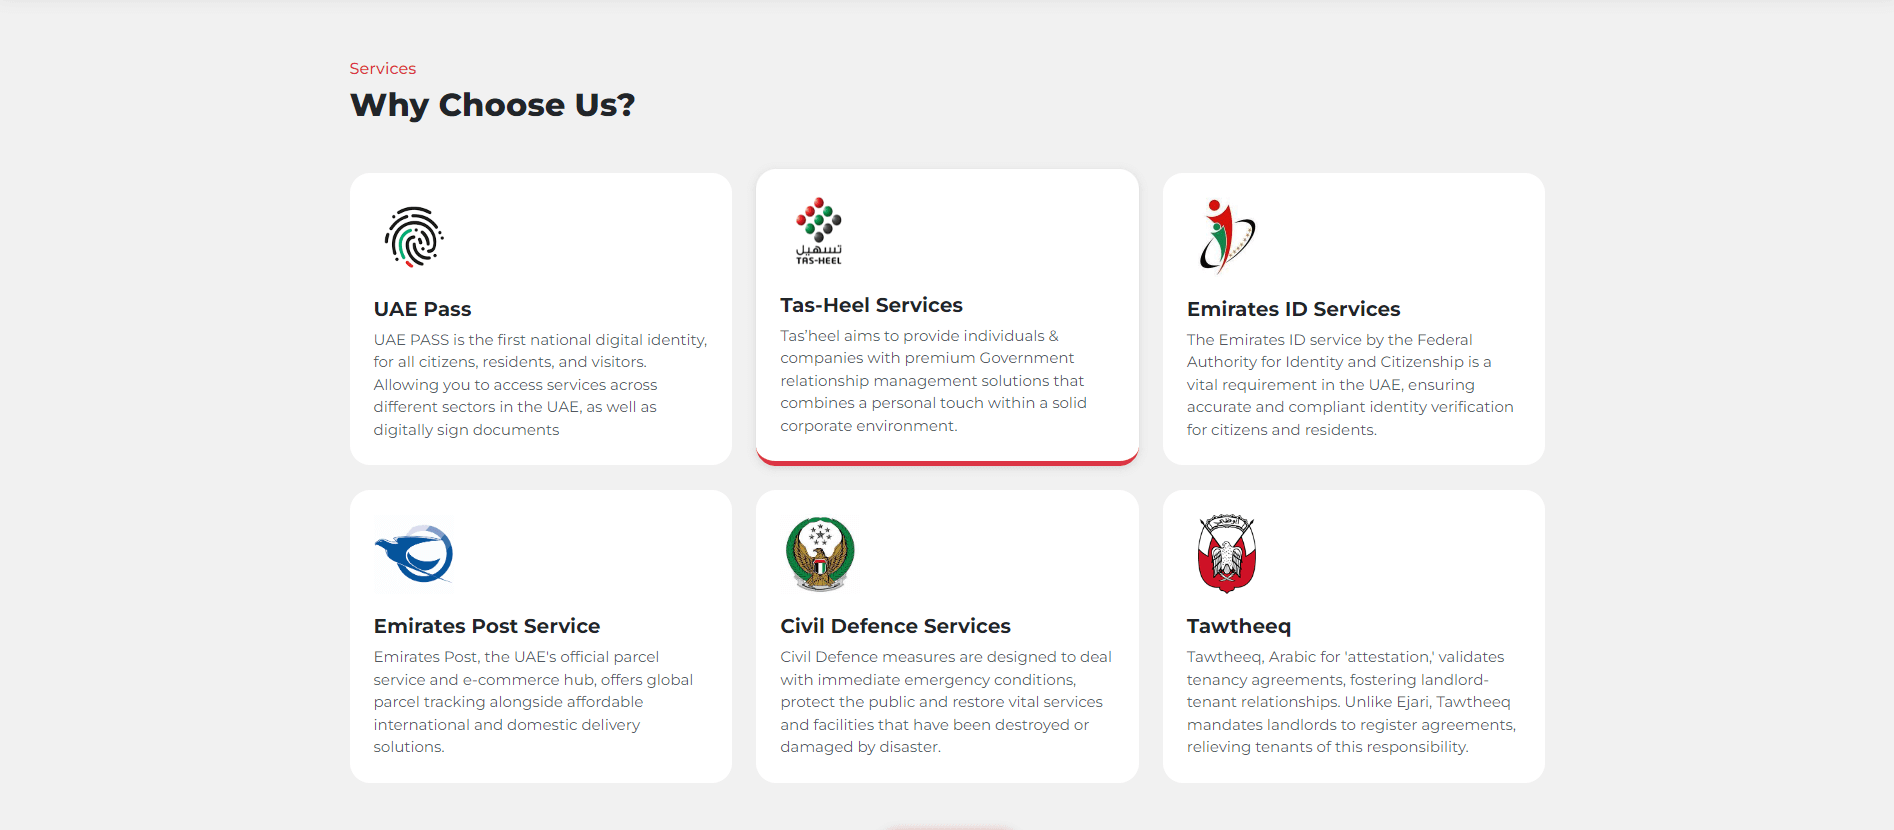 Services
Why Choose Us?
UAE Pass
UAE PASS is the first national digital identity,
for all citizens, residents, and visitors.
Allowing you to access services across
different sectors in the UAE, as well as
digitally sign documents
تسهيل
TAS-HEEL
Tas-Heel Services
Tas'heel aims to provide individuals &
companies with premium Government
relationship management solutions that
combines a personal touch within a solid
corporate environment.
Emirates ID Services
The Emirates ID service by the Federal
Authority for Identity and Citizenship is a
vital requirement in the UAE, ensuring
accurate and compliant identity verification
for citizens and residents.
Emirates Post Service
Emirates Post, the UAE's official parcel
service and e-commerce hub, offers global
parcel tracking alongside affordable
international and domestic delivery
solutions.
Civil Defence Services
Civil Defence measures are designed to deal
with immediate emergency conditions,
protect the public and restore vital services
and facilities that have been destroyed or
damaged by disaster.
Tawtheeq
Tawtheeq, Arabic for 'attestation,' validates
tenancy agreements, fostering landlord-
tenant relationships. Unlike Ejari, Tawtheeq
mandates landlords to register agreements,
relieving tenants of this responsibility.